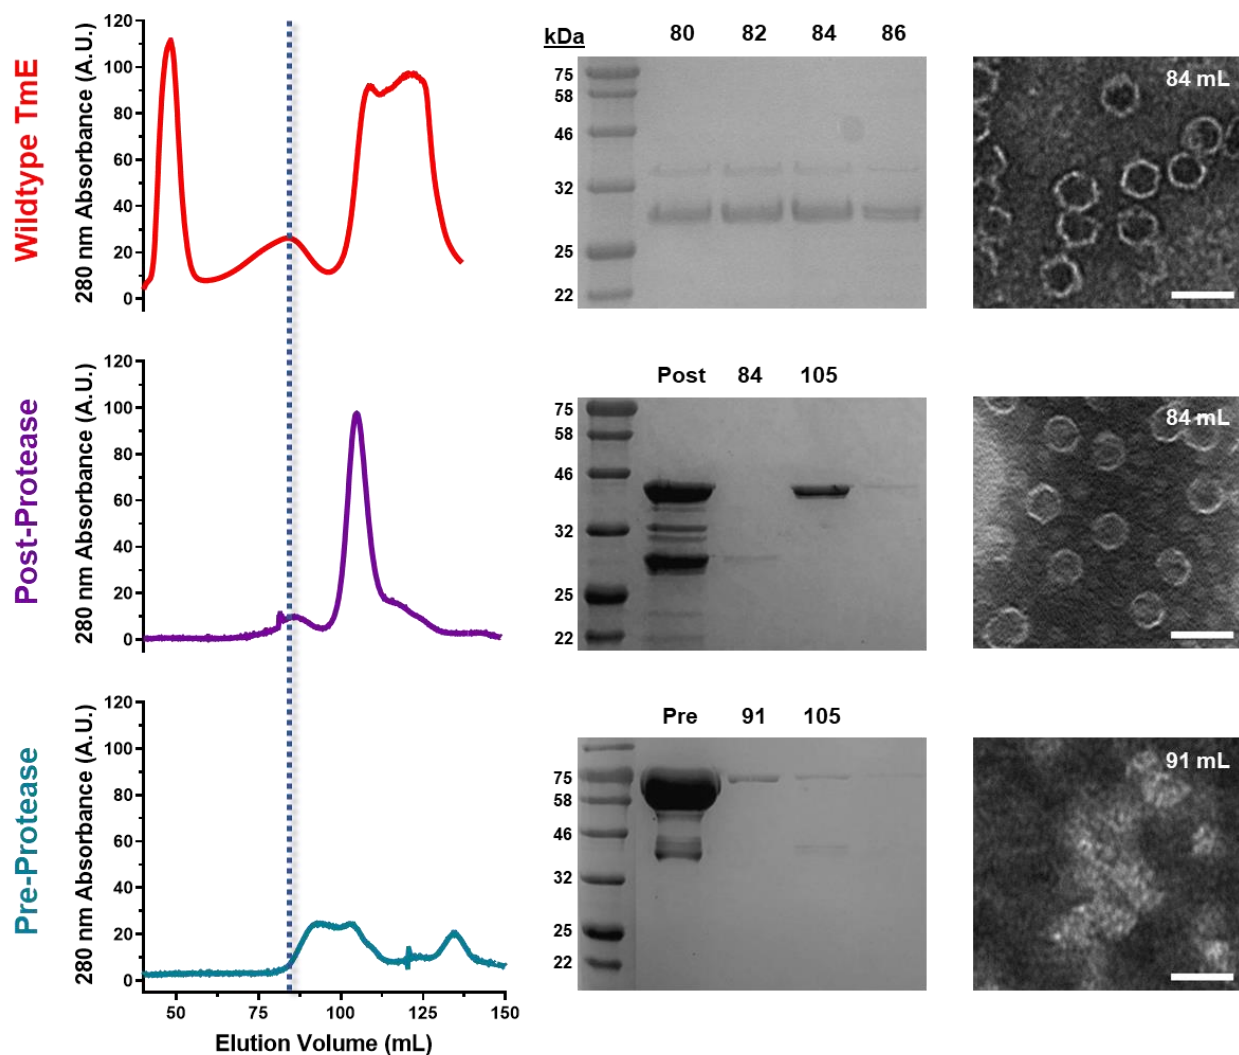 Wildtype TmE
280 nm Absorbance (A.U.)
120
100
80
60
40
20
0
kDa 80 82 84 86
75
58
46
32
25
22
84 mL
Post-Protease
280 nm Absorbance (A.U.)
120
100
80
60
40
20
0
Post 84 105
75
58
46
32
25
22
84 mL
Pre-Protease
280 nm Absorbance (A.U.)
120
100
80
60
40
20
0
50 75 100 125 150
Elution Volume (mL)
Pre 91 105
75
58
46
32
25
22
91 mL